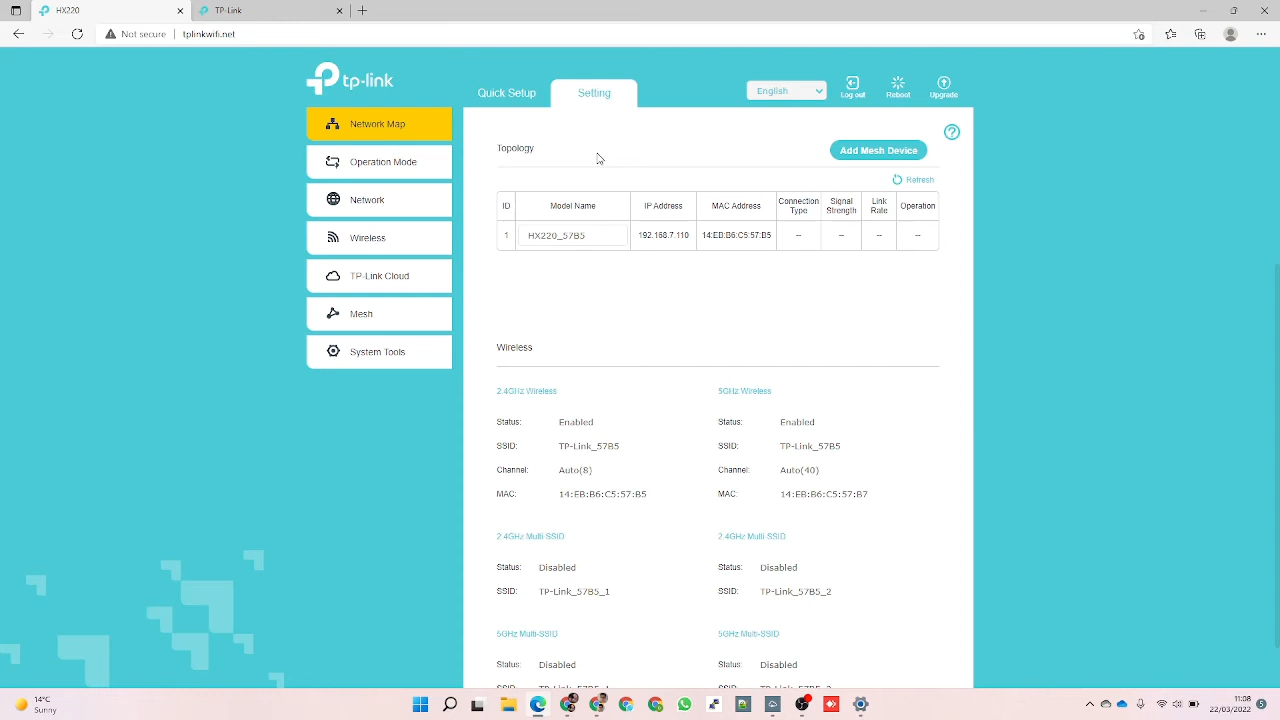 HX220
TP-Link
Not secure
tplinkwifi.net
tp-link
Quick Setup
Setting
English
Log out
Reboot
Upgrade
Network Map
Operation Mode
Network
Wireless
TP-Link Cloud
Mesh
System Tools
Topology
Add Mesh Device
Refresh
ID Model Name IP Address MAC Address Connection Type Signal Strength Link Rate Operation
1 HX220_57B5 192.168.7.110 14:EB:B6:C5:57:B5 -- -- -- --
Wireless
2.4GHz Wireless 5GHz Wireless
Status: Enabled Status: Enabled
SSID: TP-Link_57B5 SSID: TP-Link_57B5
Channel: Auto(8) Channel: Auto(40)
MAC: 14:EB:B6:C5:57:B5 MAC: 14:EB:B6:C5:57:B7
2.4GHz Multi-SSID 2.4GHz Multi-SSID
Status: Disabled Status: Disabled
SSID: TP-Link_57B5_1 SSID: TP-Link_57B5_2
5GHz Multi-SSID 5GHz Multi-SSID
Status: Disabled Status: Disabled
14°C
Sunny
11:08
22/03/2022